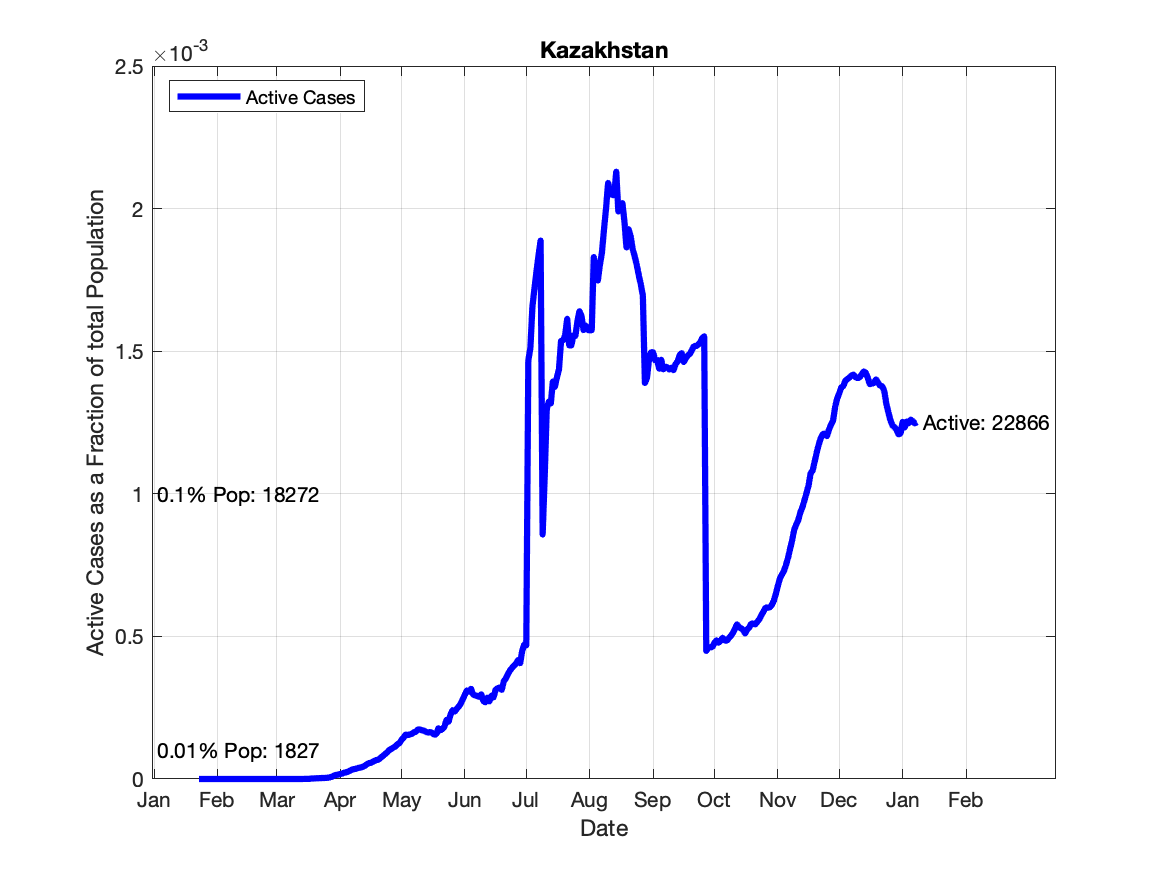 Kazakhstan
×10-3
Active Cases
2.5
2
1.5
1
0.5
0
Active Cases as a Fraction of total Population
Active: 22866
0.1% Pop: 18272
0.01% Pop: 1827
Jan Feb Mar Apr May Jun Jul Aug Sep Oct Nov Dec Jan Feb
Date